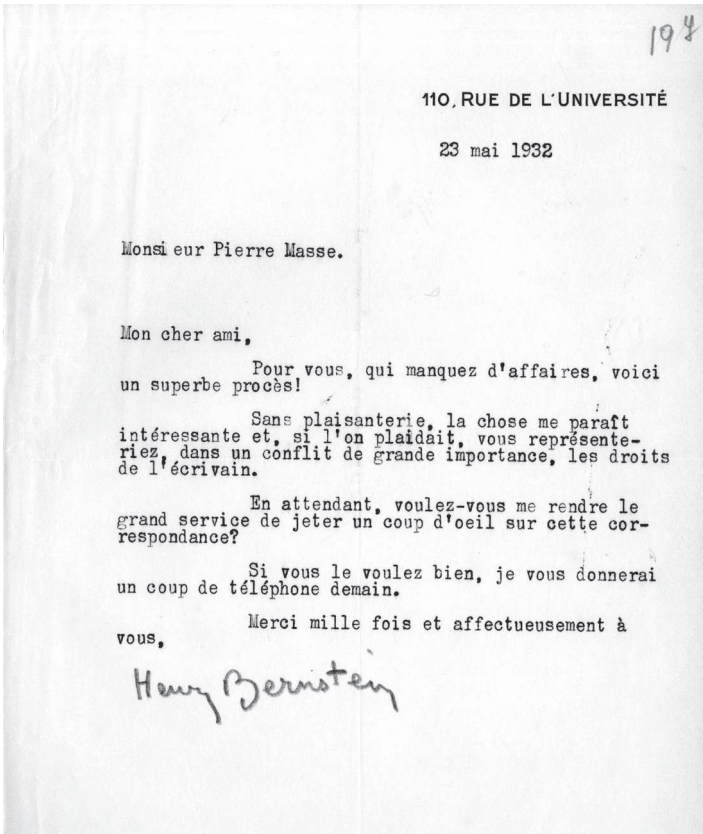 110, RUE DE L'UNIVERSITÉ
23 mai 1932
Monsieur Pierre Masse.
Mon cher ami,
Pour vous, qui manquez d'affaires, voici
un superbe procès!
Sans plaisanterie, la chose me paraît
intéressante et, si l'on plaidait, vous représente-
riez, dans un conflit de grande importance, les droits
de l'écrivain.
En attendant, voulez-vous me rendre le
grand service de jeter un coup d'oeil sur cette cor-
respondance?
Si vous le voulez bien, je vous donnerai
un coup de téléphone demain.
Merci mille fois et affectueusement à
vous,
Henry Bernstein